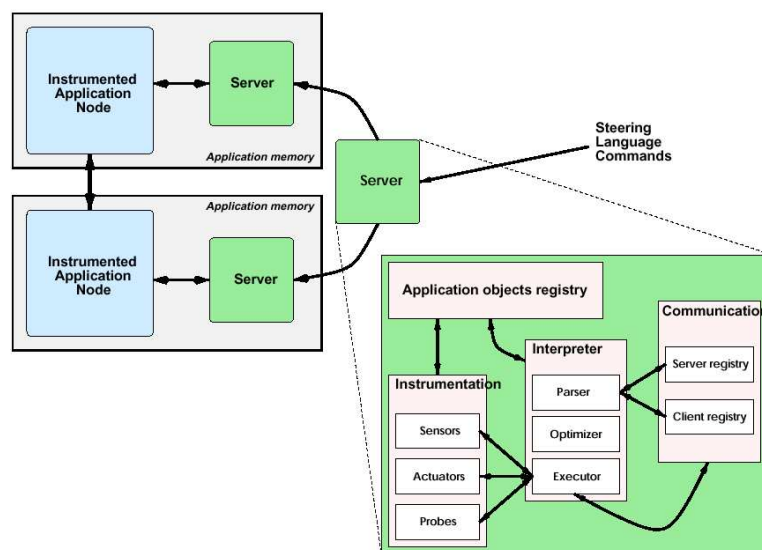 Instrumented
Application
Node
Server
Application memory
Steering
Language
Commands
Server
Application memory
Instrumented
Application
Node
Server
Application objects registry
Communication
Interpreter
Server registry
Instrumentation
Parser
Client registry
Sensors
Optimizer
Actuators
Executor
Probes